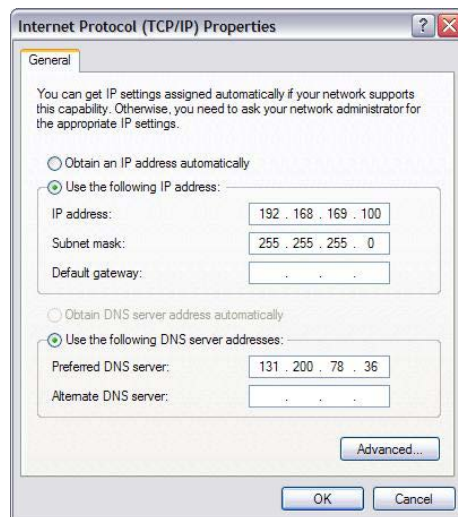 Internet Protocol (TCP/IP) Properties
General
You can get IP settings assigned automatically if your network supports
this capability. Otherwise, you need to ask your network administrator for
the appropriate IP settings.
Obtain an IP address automatically
Use the following IP address:
IP address: 192 . 168 . 169 . 100
Subnet mask: 255 . 255 . 255 . 0
Default gateway: . . .
Obtain DNS server address automatically
Use the following DNS server addresses:
Preferred DNS server: 131 . 200 . 78 . 36
Alternate DNS server: . . .
Advanced...
OK Cancel